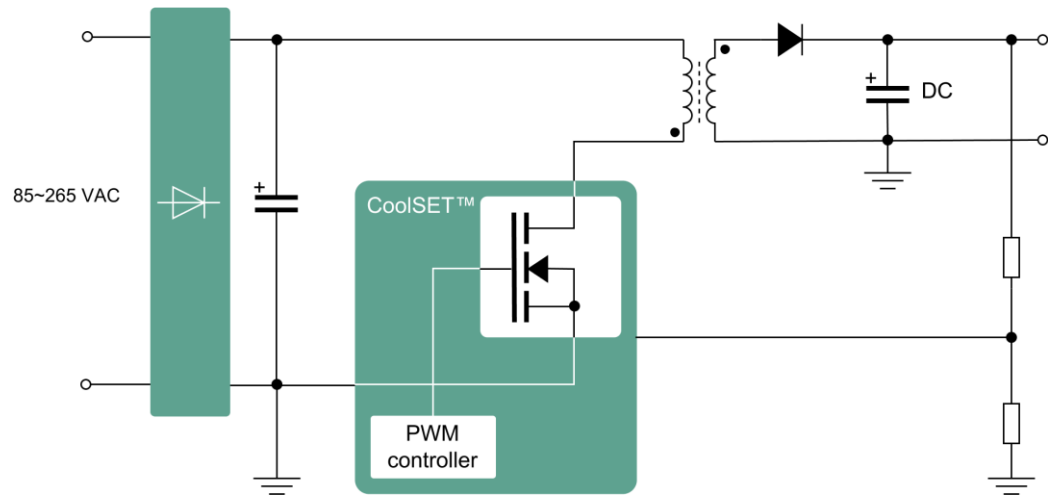 85~265 VAC
+
CoolSET™
PWM
controller
+
DC